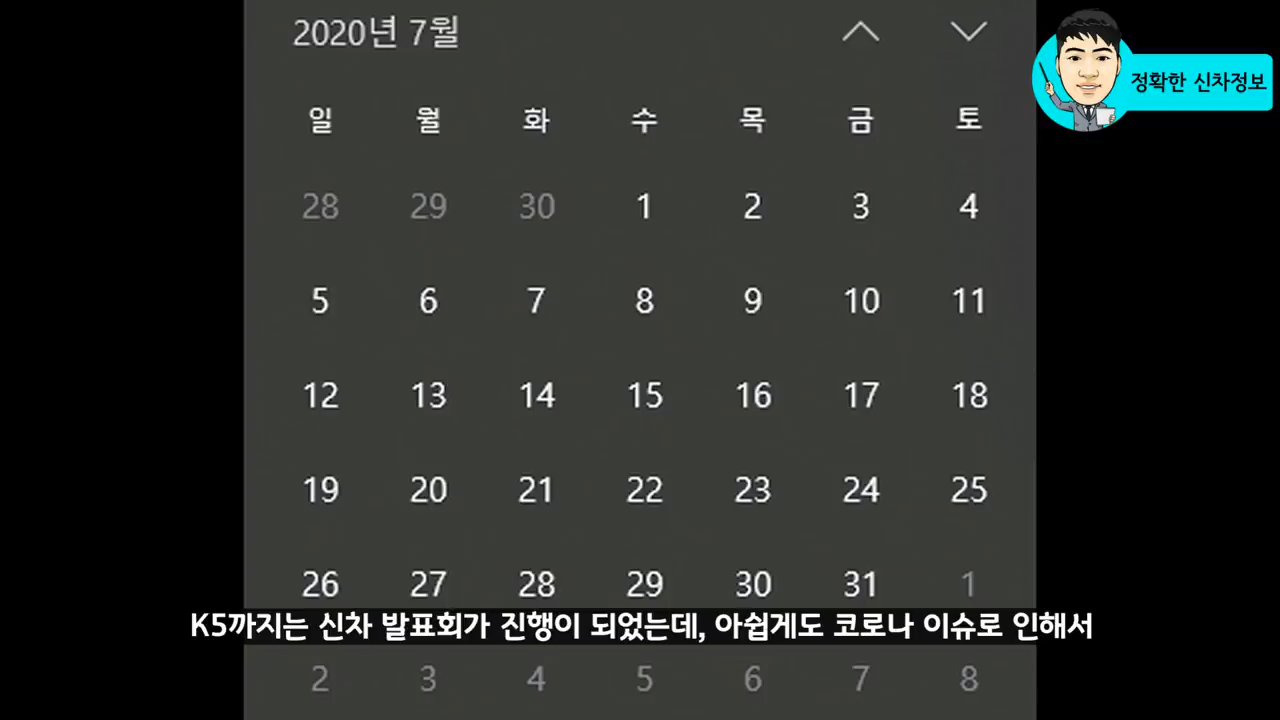 2020년 7월
정확한 신차정보
일 월 화 수 목 금 토
28 29 30 1 2 3 4
5 6 7 8 9 10 11
12 13 14 15 16 17 18
19 20 21 22 23 24 25
26 27 28 29 30 31 1
K5까지는 신차 발표회가 진행이 되었는데, 아쉽게도 코로나 이슈로 인해서
2 3 4 5 6 7 8